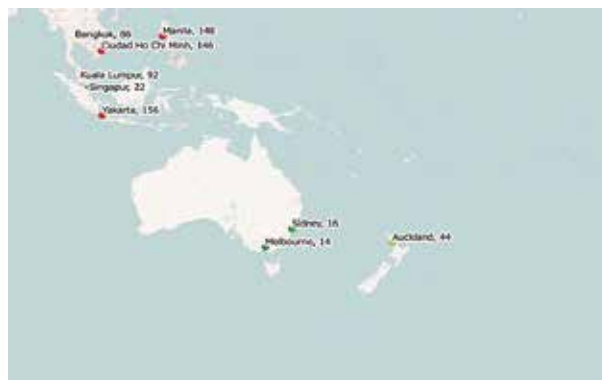 Bangkok, 66
Manila, 148
Ciudad Ho Chi Minh, 146
Kuala Lumpur, 92
Singapur, 22
Yakarta, 156
Sidney, 16
Melbourne, 14
Auckland, 44